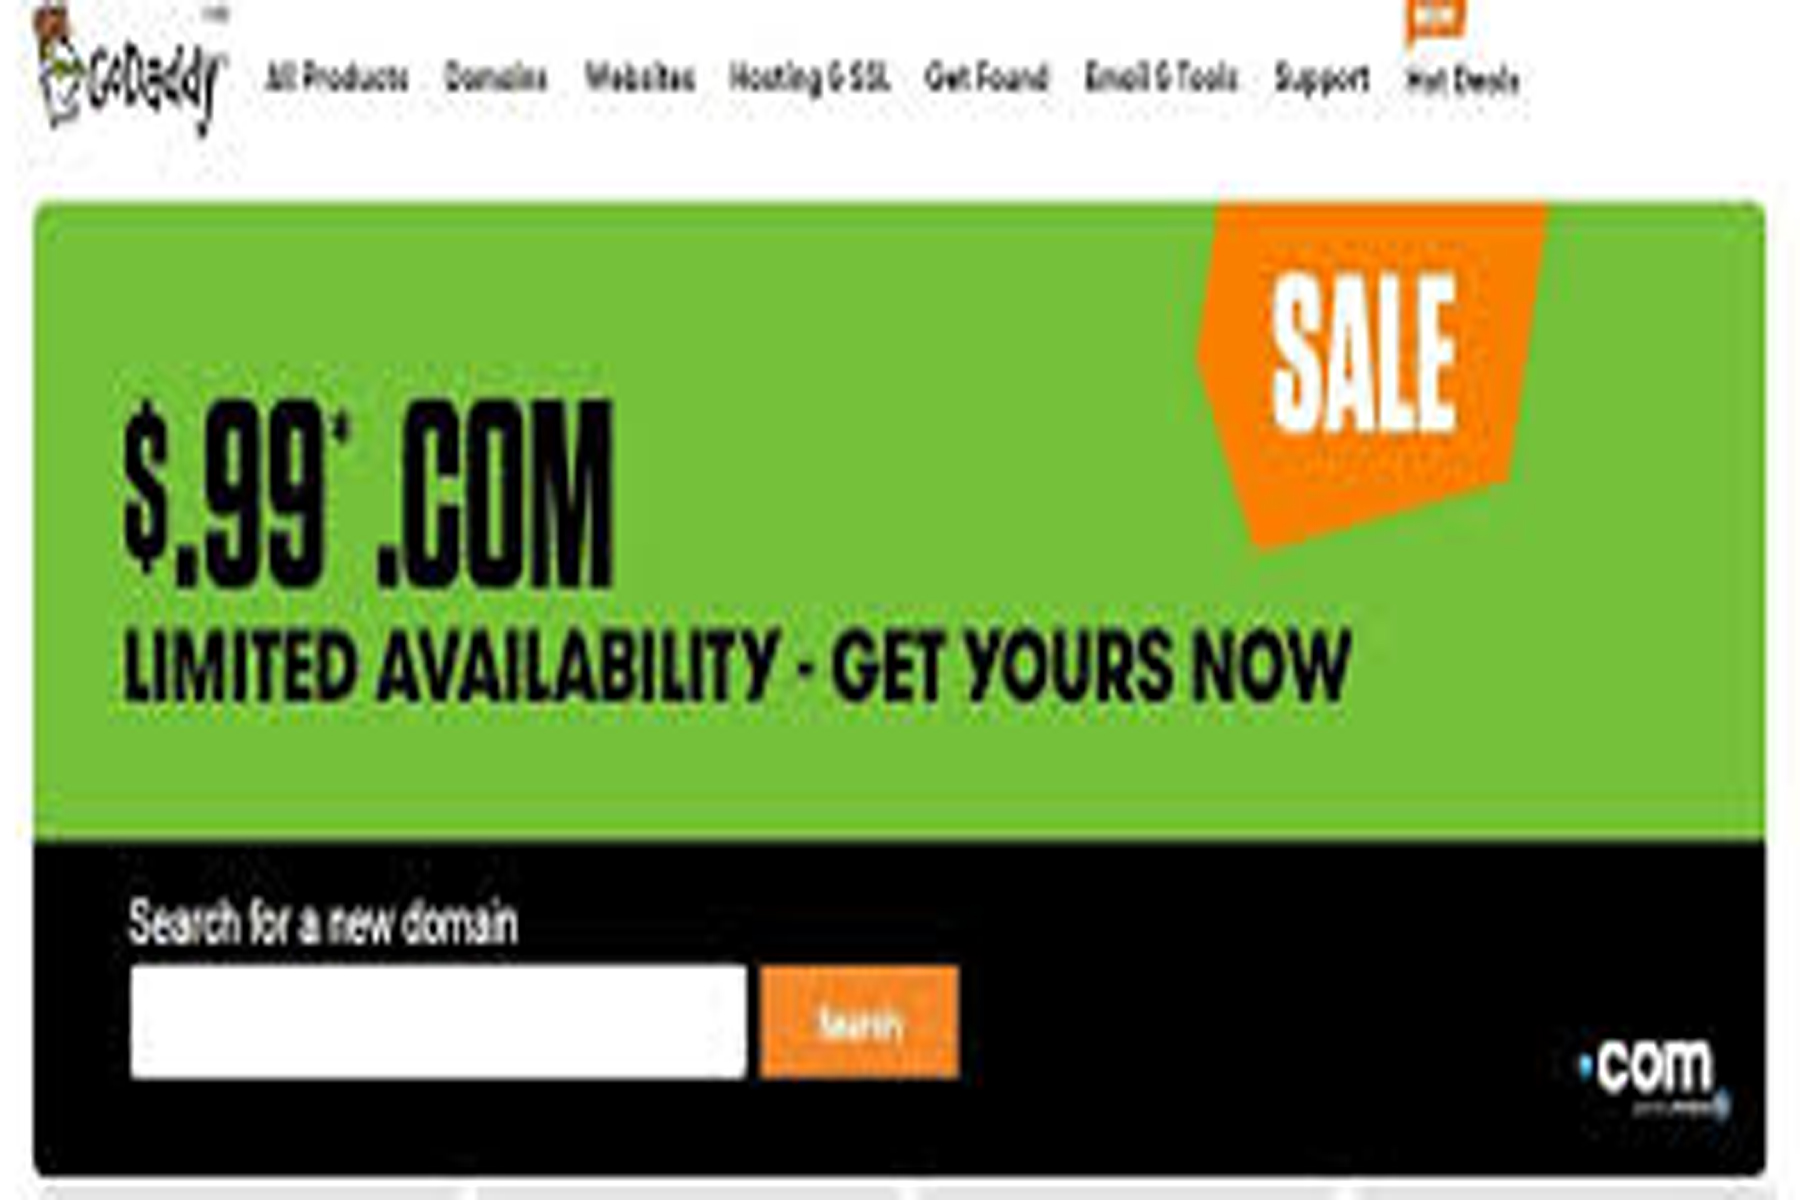 GoDaddy All Products Domains Websites Hosting & SSL Get Found Email & Tools Support Hot Deals
SALE
$.99* .COM
LIMITED AVAILABILITY - GET YOURS NOW
Search for a new domain
Search
.com